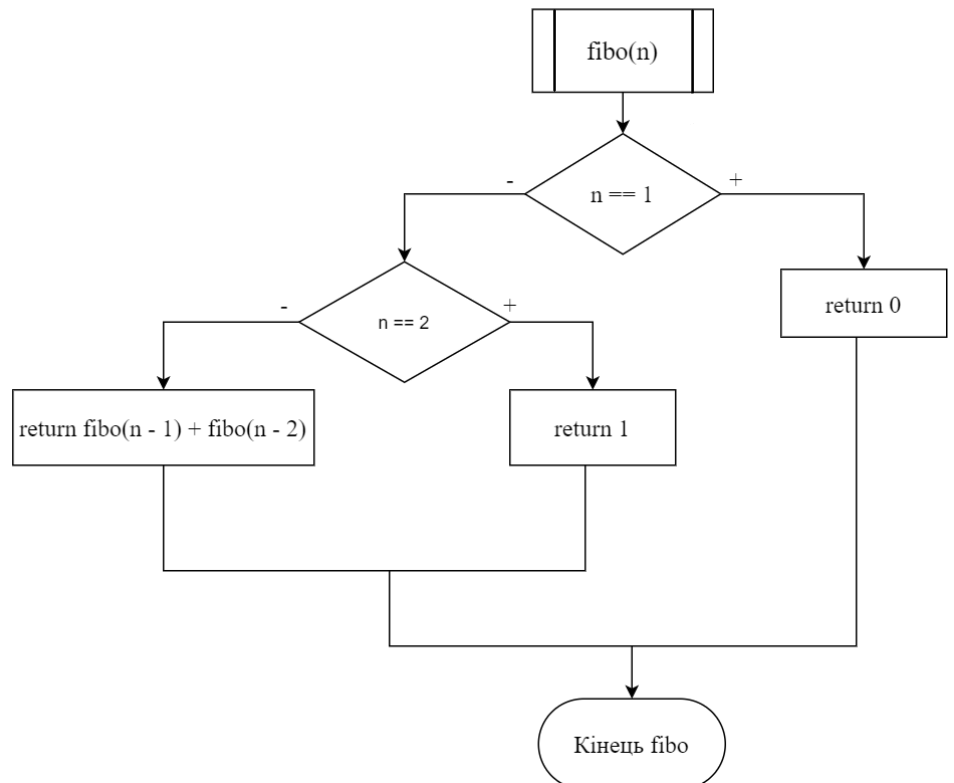 fibo(n)
n == 1
-
+
return 0
n == 2
-
+
return fibo(n - 1) + fibo(n - 2)
return 1
Кінець fibo